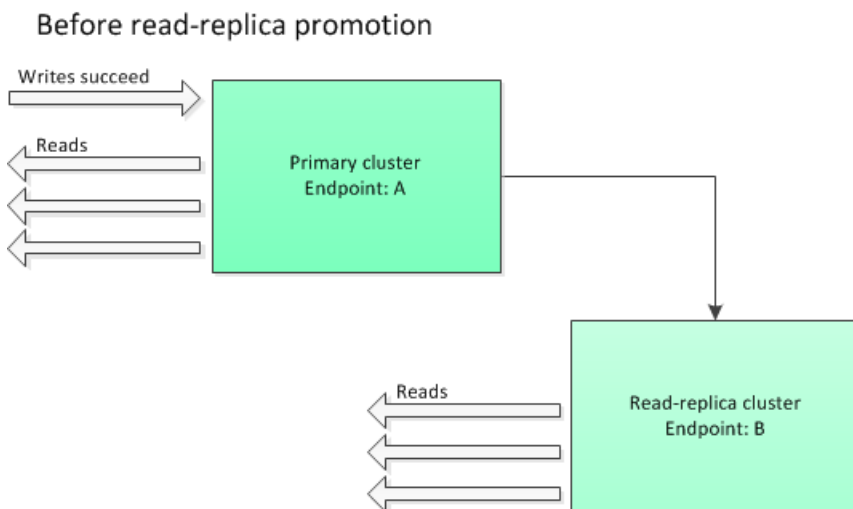 Before read-replica promotion
Writes succeed
Reads
Primary cluster
Endpoint: A
Reads
Read-replica cluster
Endpoint: B